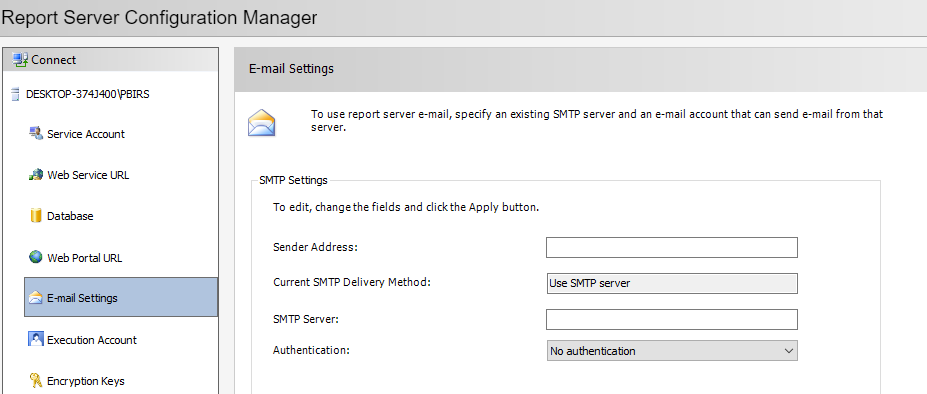 Report Server Configuration Manager
Connect
DESKTOP-374J400\PBIRS
Service Account
Web Service URL
Database
Web Portal URL
E-mail Settings
Execution Account
Encryption Keys
E-mail Settings
To use report server e-mail, specify an existing SMTP server and an e-mail account that can send e-mail from that
server.
SMTP Settings
To edit, change the fields and click the Apply button.
Sender Address:
Current SMTP Delivery Method:
Use SMTP server
SMTP Server:
Authentication:
No authentication